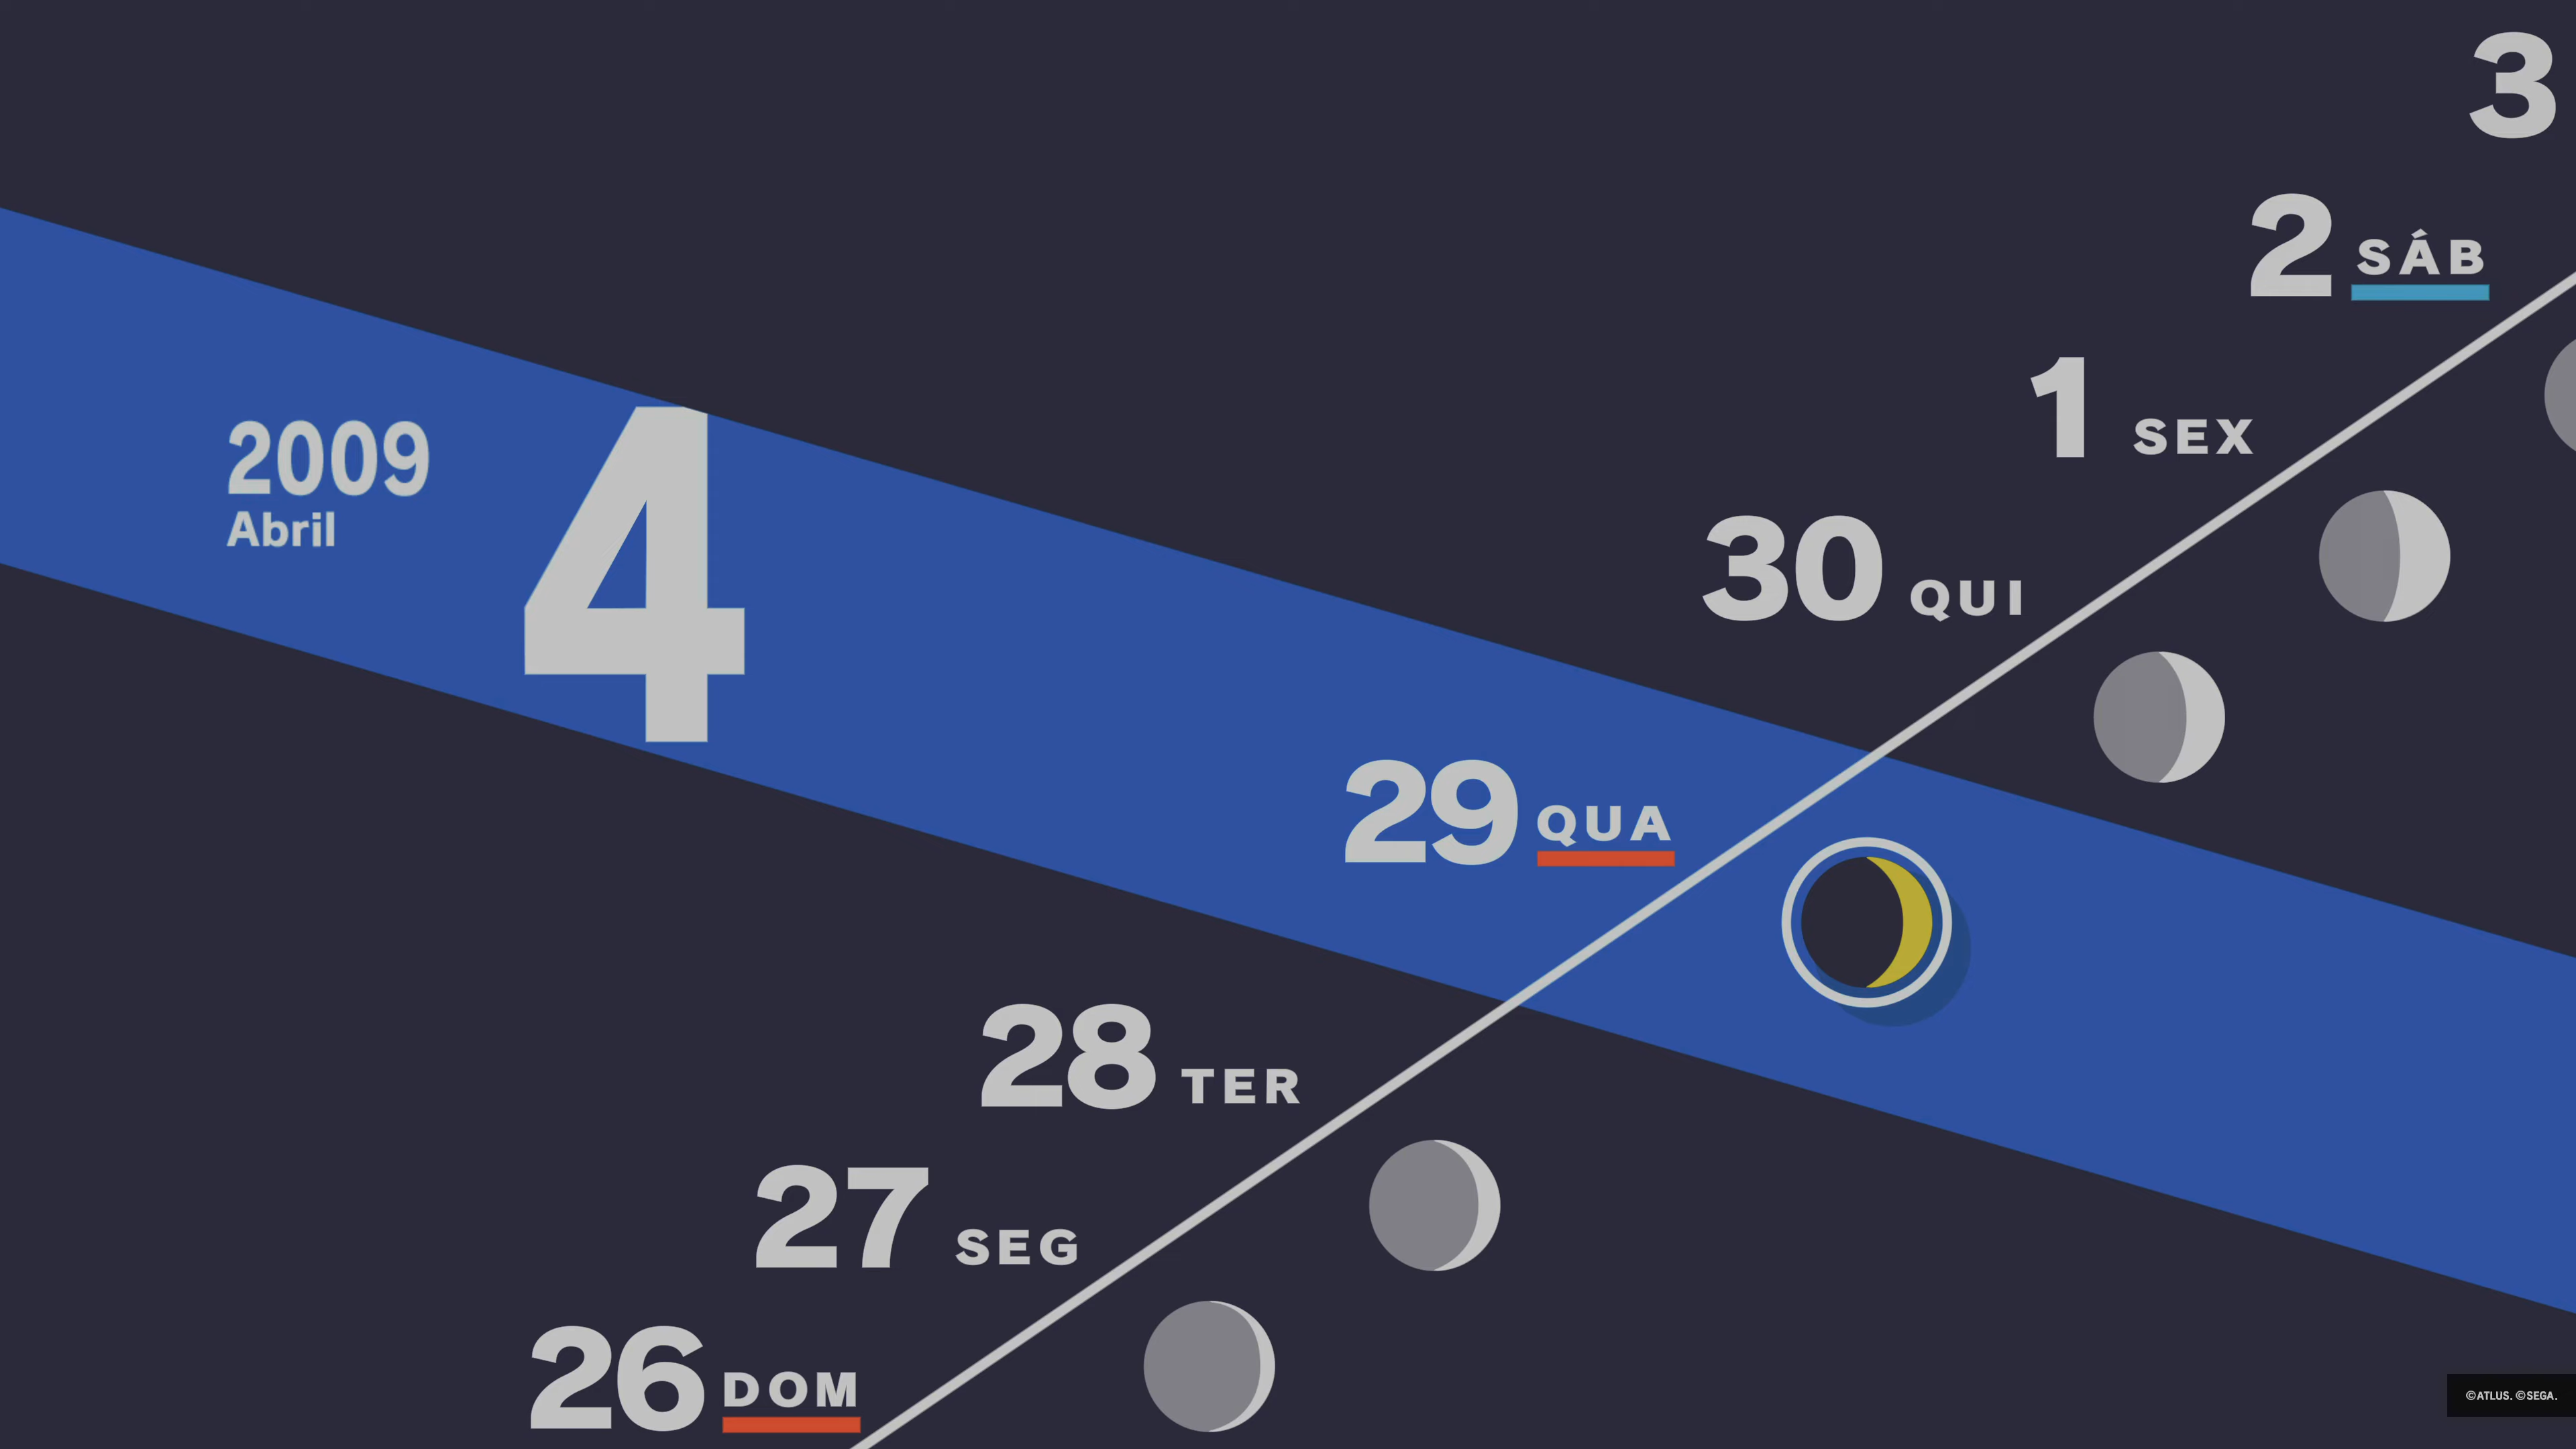 3
2 SÁB
1 SEX
2009
Abril
4
30 QUI
29 QUA
28 TER
27 SEG
26 DOM
©ATLUS. ©SEGA.